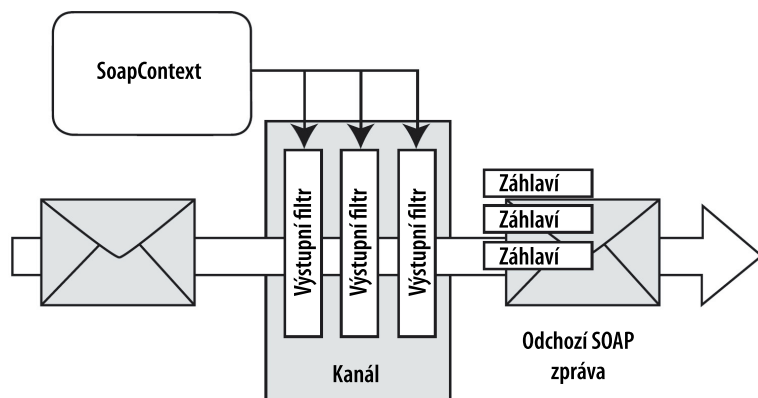 SoapContext
Výstupní filtr
Výstupní filtr
Výstupní filtr
Záhlaví
Záhlaví
Záhlaví
Kanál
Odchozí SOAP
zpráva